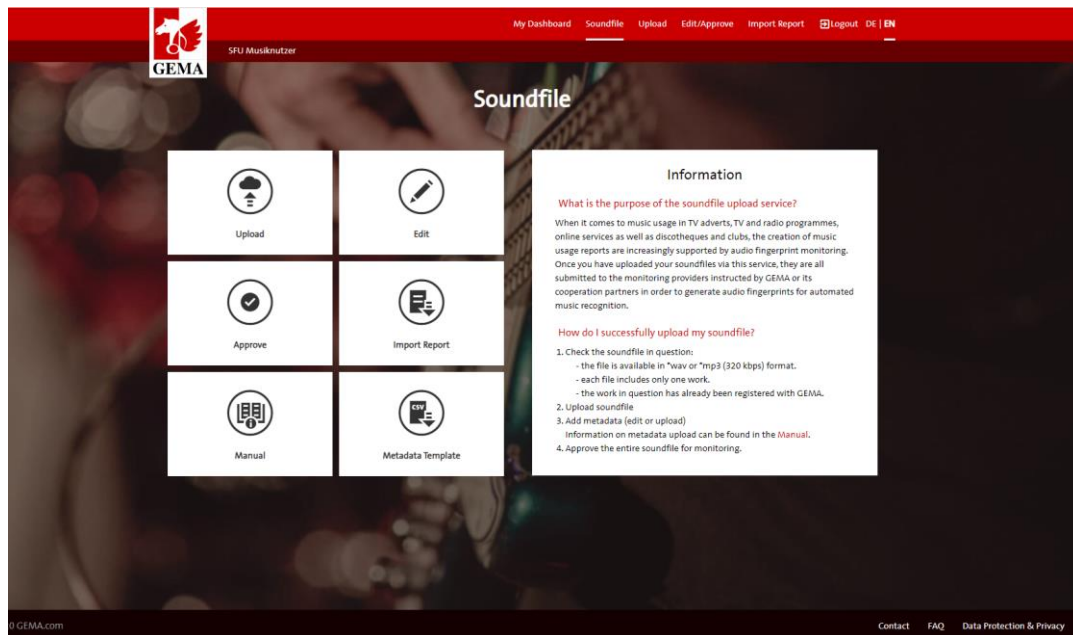 My Dashboard Soundfile Upload Edit/Approve Import Report Logout DE | EN
GEMA
SFU Musiknutzer
Soundfile
Upload
Edit
Approve
Import Report
Manual
CSV
Metadata Template
Information
What is the purpose of the soundfile upload service?
When it comes to music usage in TV adverts, TV and radio programmes,
online services as well as discotheques and clubs, the creation of music
usage reports are increasingly supported by audio fingerprint monitoring.
Once you have uploaded your soundfiles via this service, they are all
submitted to the monitoring providers instructed by GEMA or its
cooperation partners in order to generate audio fingerprints for automated
music recognition.
How do I successfully upload my soundfile?
1. Check the soundfile in question:
- the file is available in *wav or *mp3 (320 kbps) format.
- each file includes only one work.
- the work in question has already been registered with GEMA.
2. Upload soundfile
3. Add metadata (edit or upload)
Information on metadata upload can be found in the Manual.
4. Approve the entire soundfile for monitoring.
0 GEMA.com
Contact FAQ Data Protection & Privacy